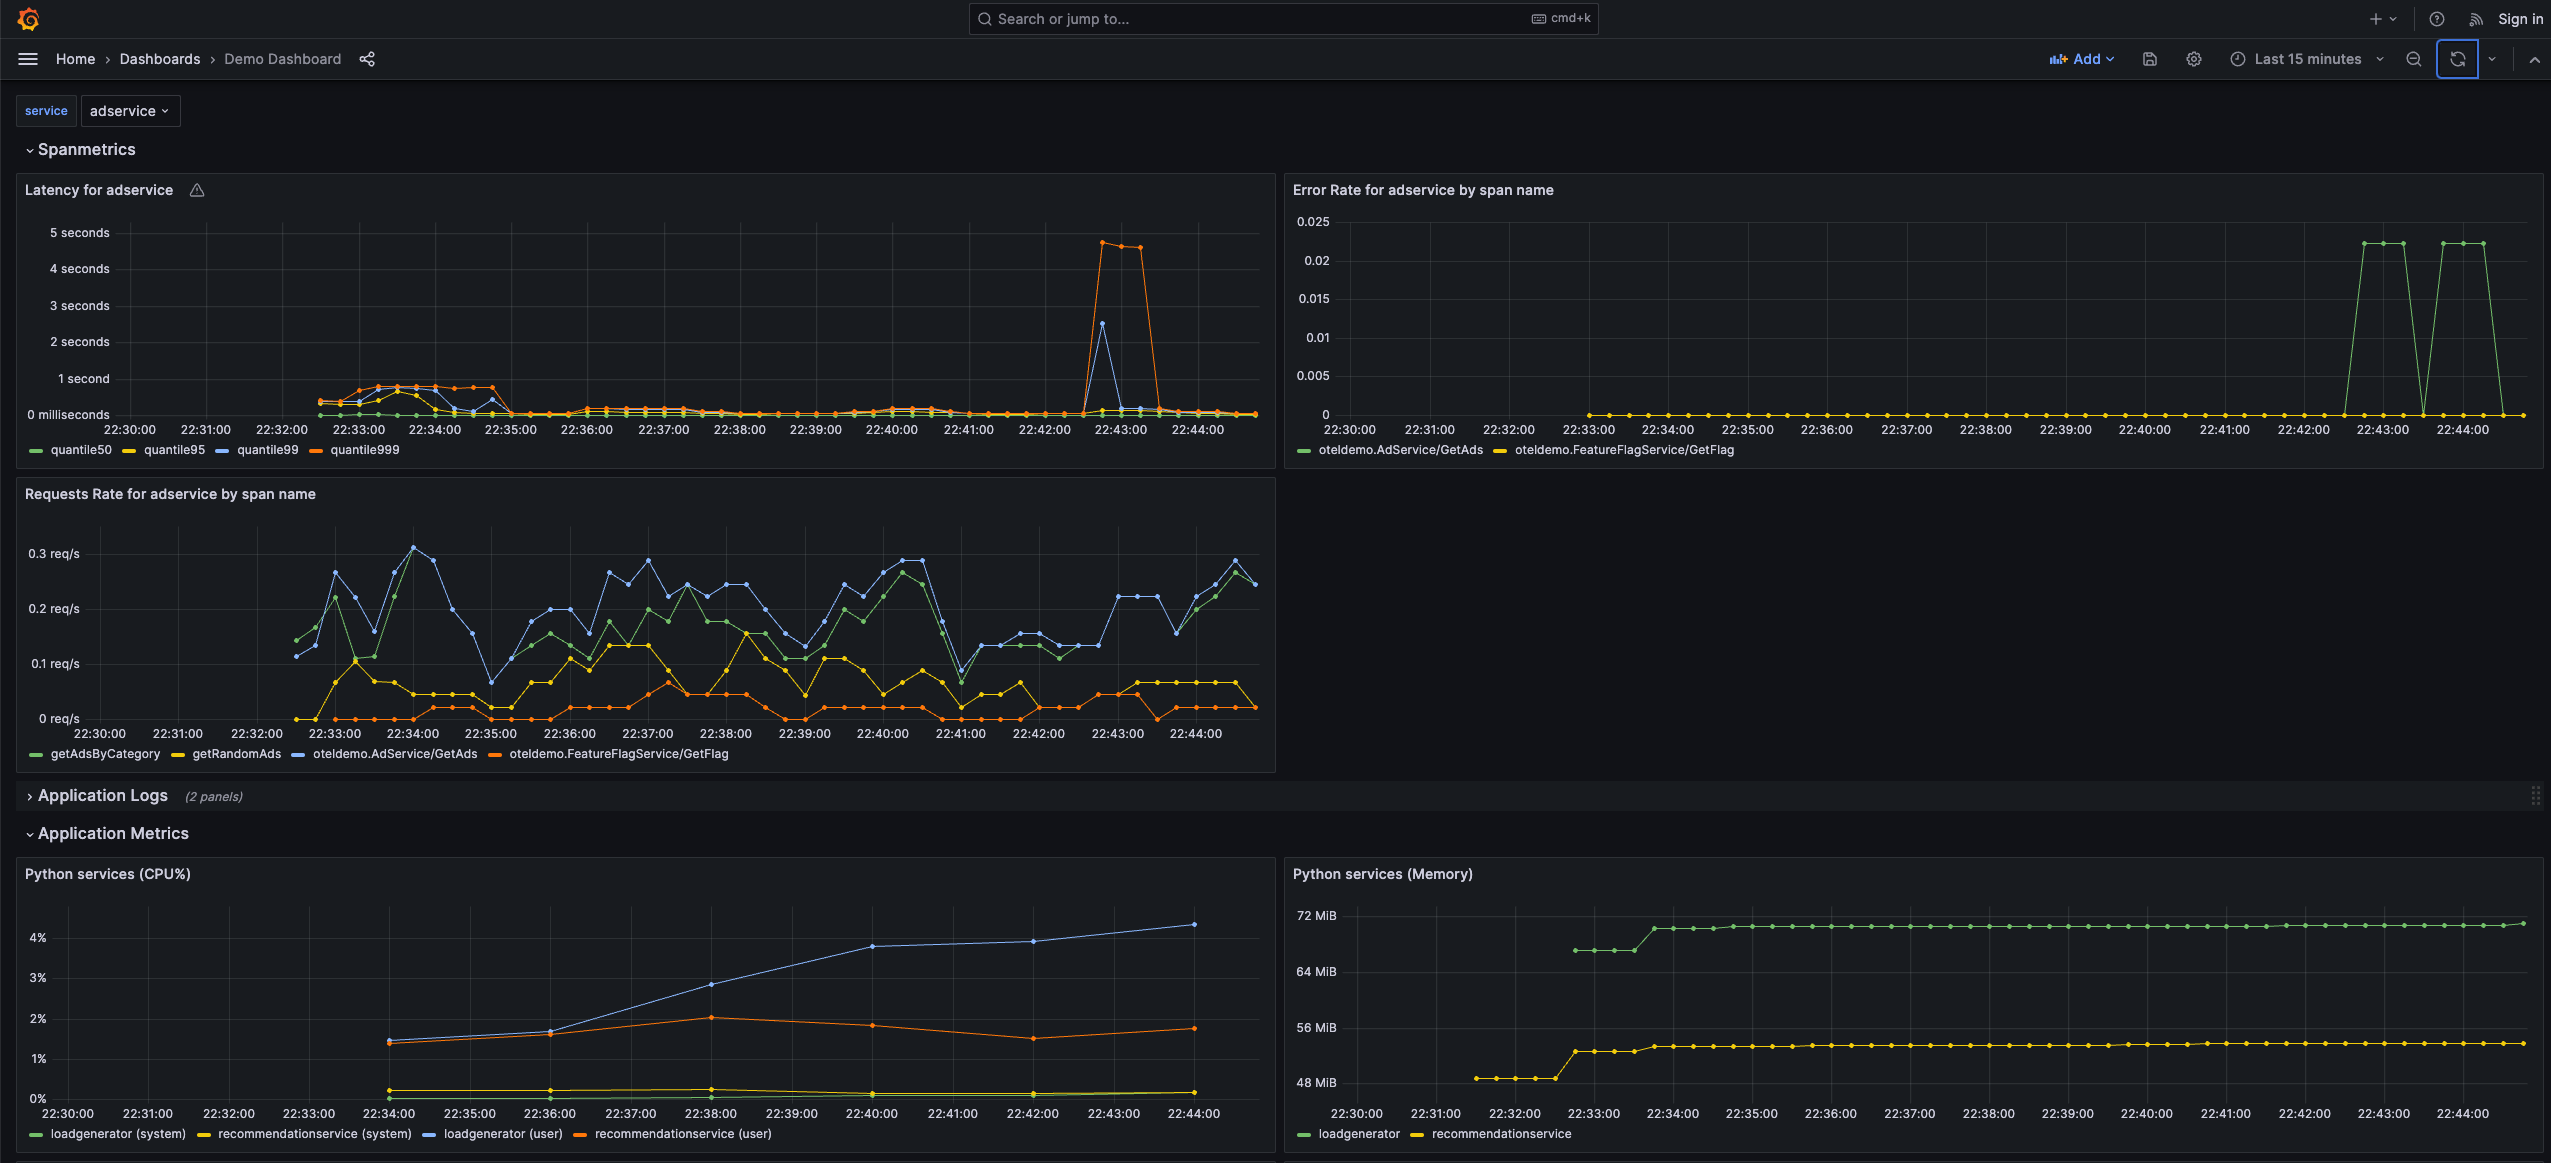 Search or jump to... cmd+k Sign in
Home › Dashboards › Demo Dashboard Add Last 15 minutes
service adservice
Spanmetrics
Latency for adservice
5 seconds
4 seconds
3 seconds
2 seconds
1 second
0 milliseconds
22:30:00 22:31:00 22:32:00 22:33:00 22:34:00 22:35:00 22:36:00 22:37:00 22:38:00 22:39:00 22:40:00 22:41:00 22:42:00 22:43:00 22:44:00
quantile50 quantile95 quantile99 quantile999
Error Rate for adservice by span name
0.025
0.02
0.015
0.01
0.005
0
22:30:00 22:31:00 22:32:00 22:33:00 22:34:00 22:35:00 22:36:00 22:37:00 22:38:00 22:39:00 22:40:00 22:41:00 22:42:00 22:43:00 22:44:00
oteldemo.AdService/GetAds oteldemo.FeatureFlagService/GetFlag
Requests Rate for adservice by span name
0.3 req/s
0.2 req/s
0.1 req/s
0 req/s
22:30:00 22:31:00 22:32:00 22:33:00 22:34:00 22:35:00 22:36:00 22:37:00 22:38:00 22:39:00 22:40:00 22:41:00 22:42:00 22:43:00 22:44:00
getAdsByCategory getRandomAds oteldemo.AdService/GetAds oteldemo.FeatureFlagService/GetFlag
Application Logs (2 panels)
Application Metrics
Python services (CPU%)
4%
3%
2%
1%
0%
22:30:00 22:31:00 22:32:00 22:33:00 22:34:00 22:35:00 22:36:00 22:37:00 22:38:00 22:39:00 22:40:00 22:41:00 22:42:00 22:43:00 22:44:00
loadgenerator (system) recommendationservice (system) loadgenerator (user) recommendationservice (user)
Python services (Memory)
72 MiB
64 MiB
56 MiB
48 MiB
22:30:00 22:31:00 22:32:00 22:33:00 22:34:00 22:35:00 22:36:00 22:37:00 22:38:00 22:39:00 22:40:00 22:41:00 22:42:00 22:43:00 22:44:00
loadgenerator recommendationservice